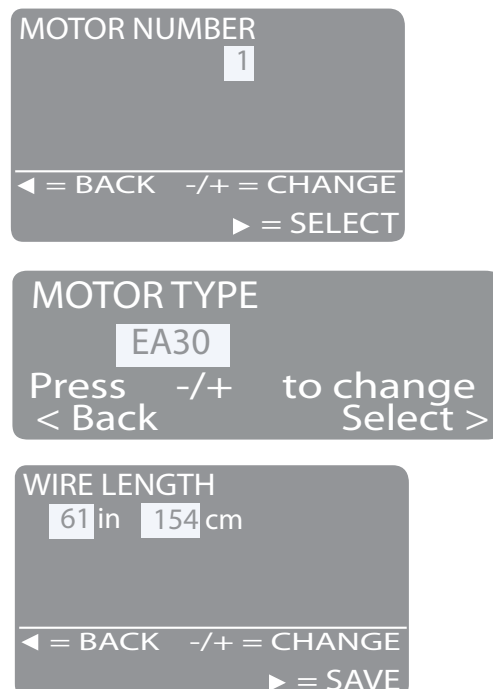 MOTOR NUMBER
1
◄ = BACK -/+ = CHANGE
► = SELECT
MOTOR TYPE
EA30
Press -/+ to change
< Back Select >
WIRE LENGTH
61 in 154 cm
◄ = BACK -/+ = CHANGE
► = SAVE